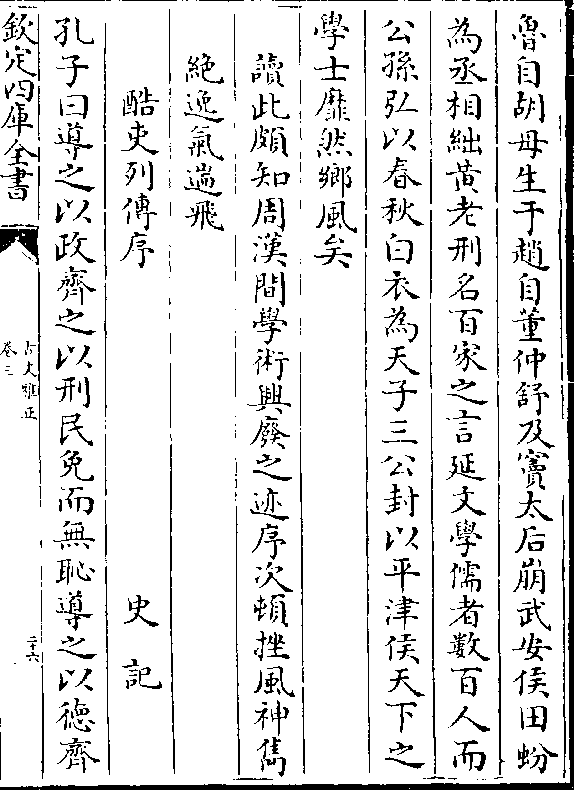 魯自胡母生于趙自董仲舒及竇太后崩武安侯田蚡
為丞相絀黃老刑名百家之言延文學儒者數百人而
公孫弘以春秋白衣為天子三公封以平津侯天下之
學士靡然鄉風矣
讀此頗知周漢間學術興廢之迹序次頓挫風神雋
絶逸氣遄飛
酷吏列傳序 史記
孔子曰導之以政齊之以刑民免而無恥導之以德齊
欽定四庫全書
古文雅正
卷三
二十六